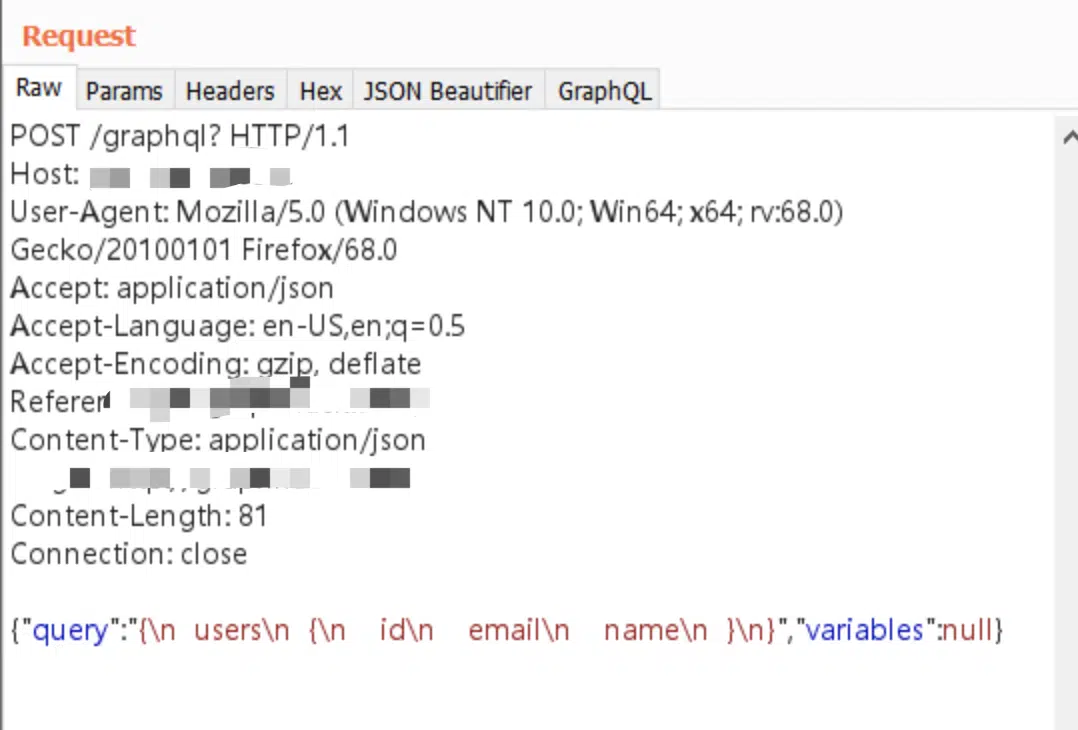 Request
Raw Params Headers Hex JSON Beautifier GraphQL
POST /graphql? HTTP/1.1
Host:
User-Agent: Mozilla/5.0 (Windows NT 10.0; Win64; x64; rv:68.0)
Gecko/20100101 Firefox/68.0
Accept: application/json
Accept-Language: en-US,en;q=0.5
Accept-Encoding: gzip, deflate
Referer
Content-Type: application/json
Content-Length: 81
Connection: close
{"query":"{\n  users\n  {\n    id\n    email\n    name\n  }\n}","variables":null}